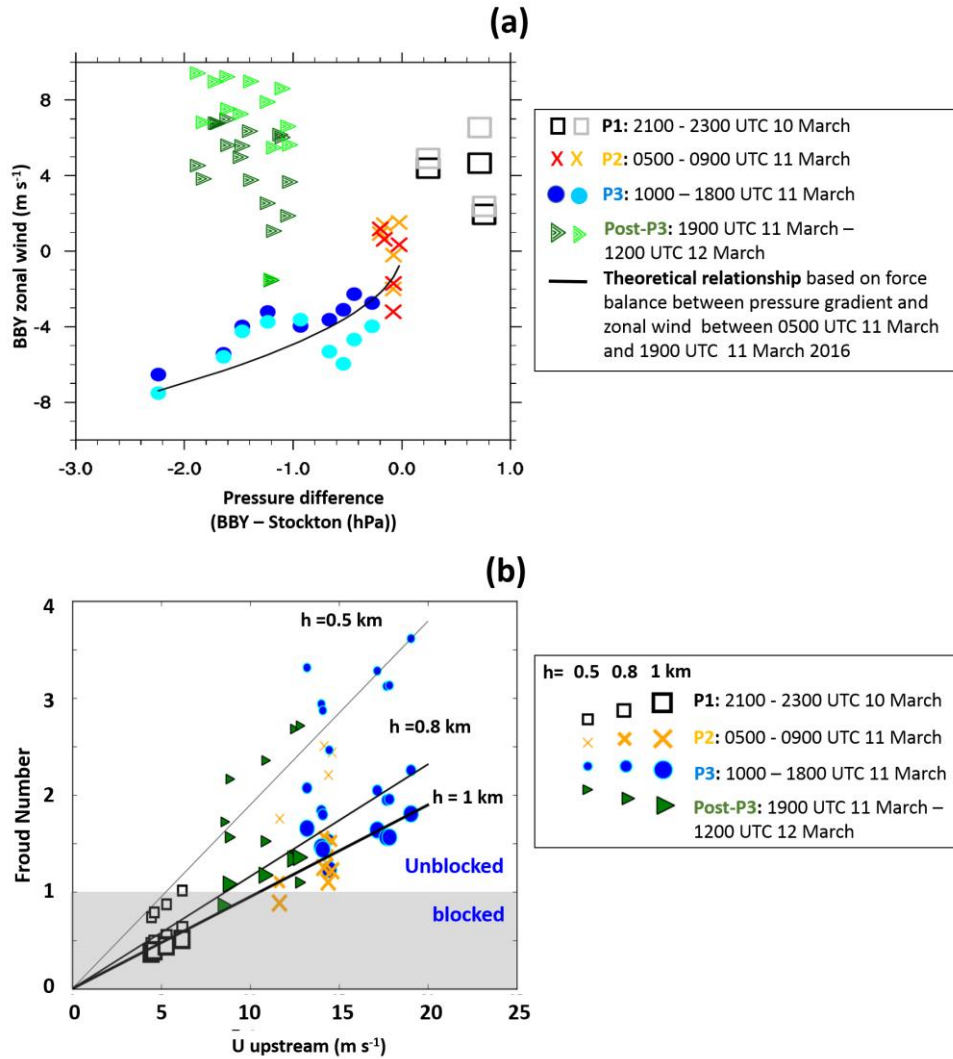 (a)
8
4
0
-4
-8
BBY zonal wind (m s⁻¹)
-3.0 -2.0 -1.0 0.0 1.0
Pressure difference
(BBY – Stockton (hPa))
P1: 2100 - 2300 UTC 10 March
P2: 0500 - 0900 UTC 11 March
P3: 1000 – 1800 UTC 11 March
Post-P3: 1900 UTC 11 March –
1200 UTC 12 March
Theoretical relationship based on force
balance between pressure gradient and
zonal wind between 0500 UTC 11 March
and 1900 UTC 11 March 2016
(b)
4
3
2
1
0
Froud Number
h =0.5 km
h =0.8 km
h = 1 km
Unblocked
blocked
0 5 10 15 20 25
U upstream (m s⁻¹)
h= 0.5 0.8 1 km
P1: 2100 - 2300 UTC 10 March
P2: 0500 - 0900 UTC 11 March
P3: 1000 – 1800 UTC 11 March
Post-P3: 1900 UTC 11 March –
1200 UTC 12 March